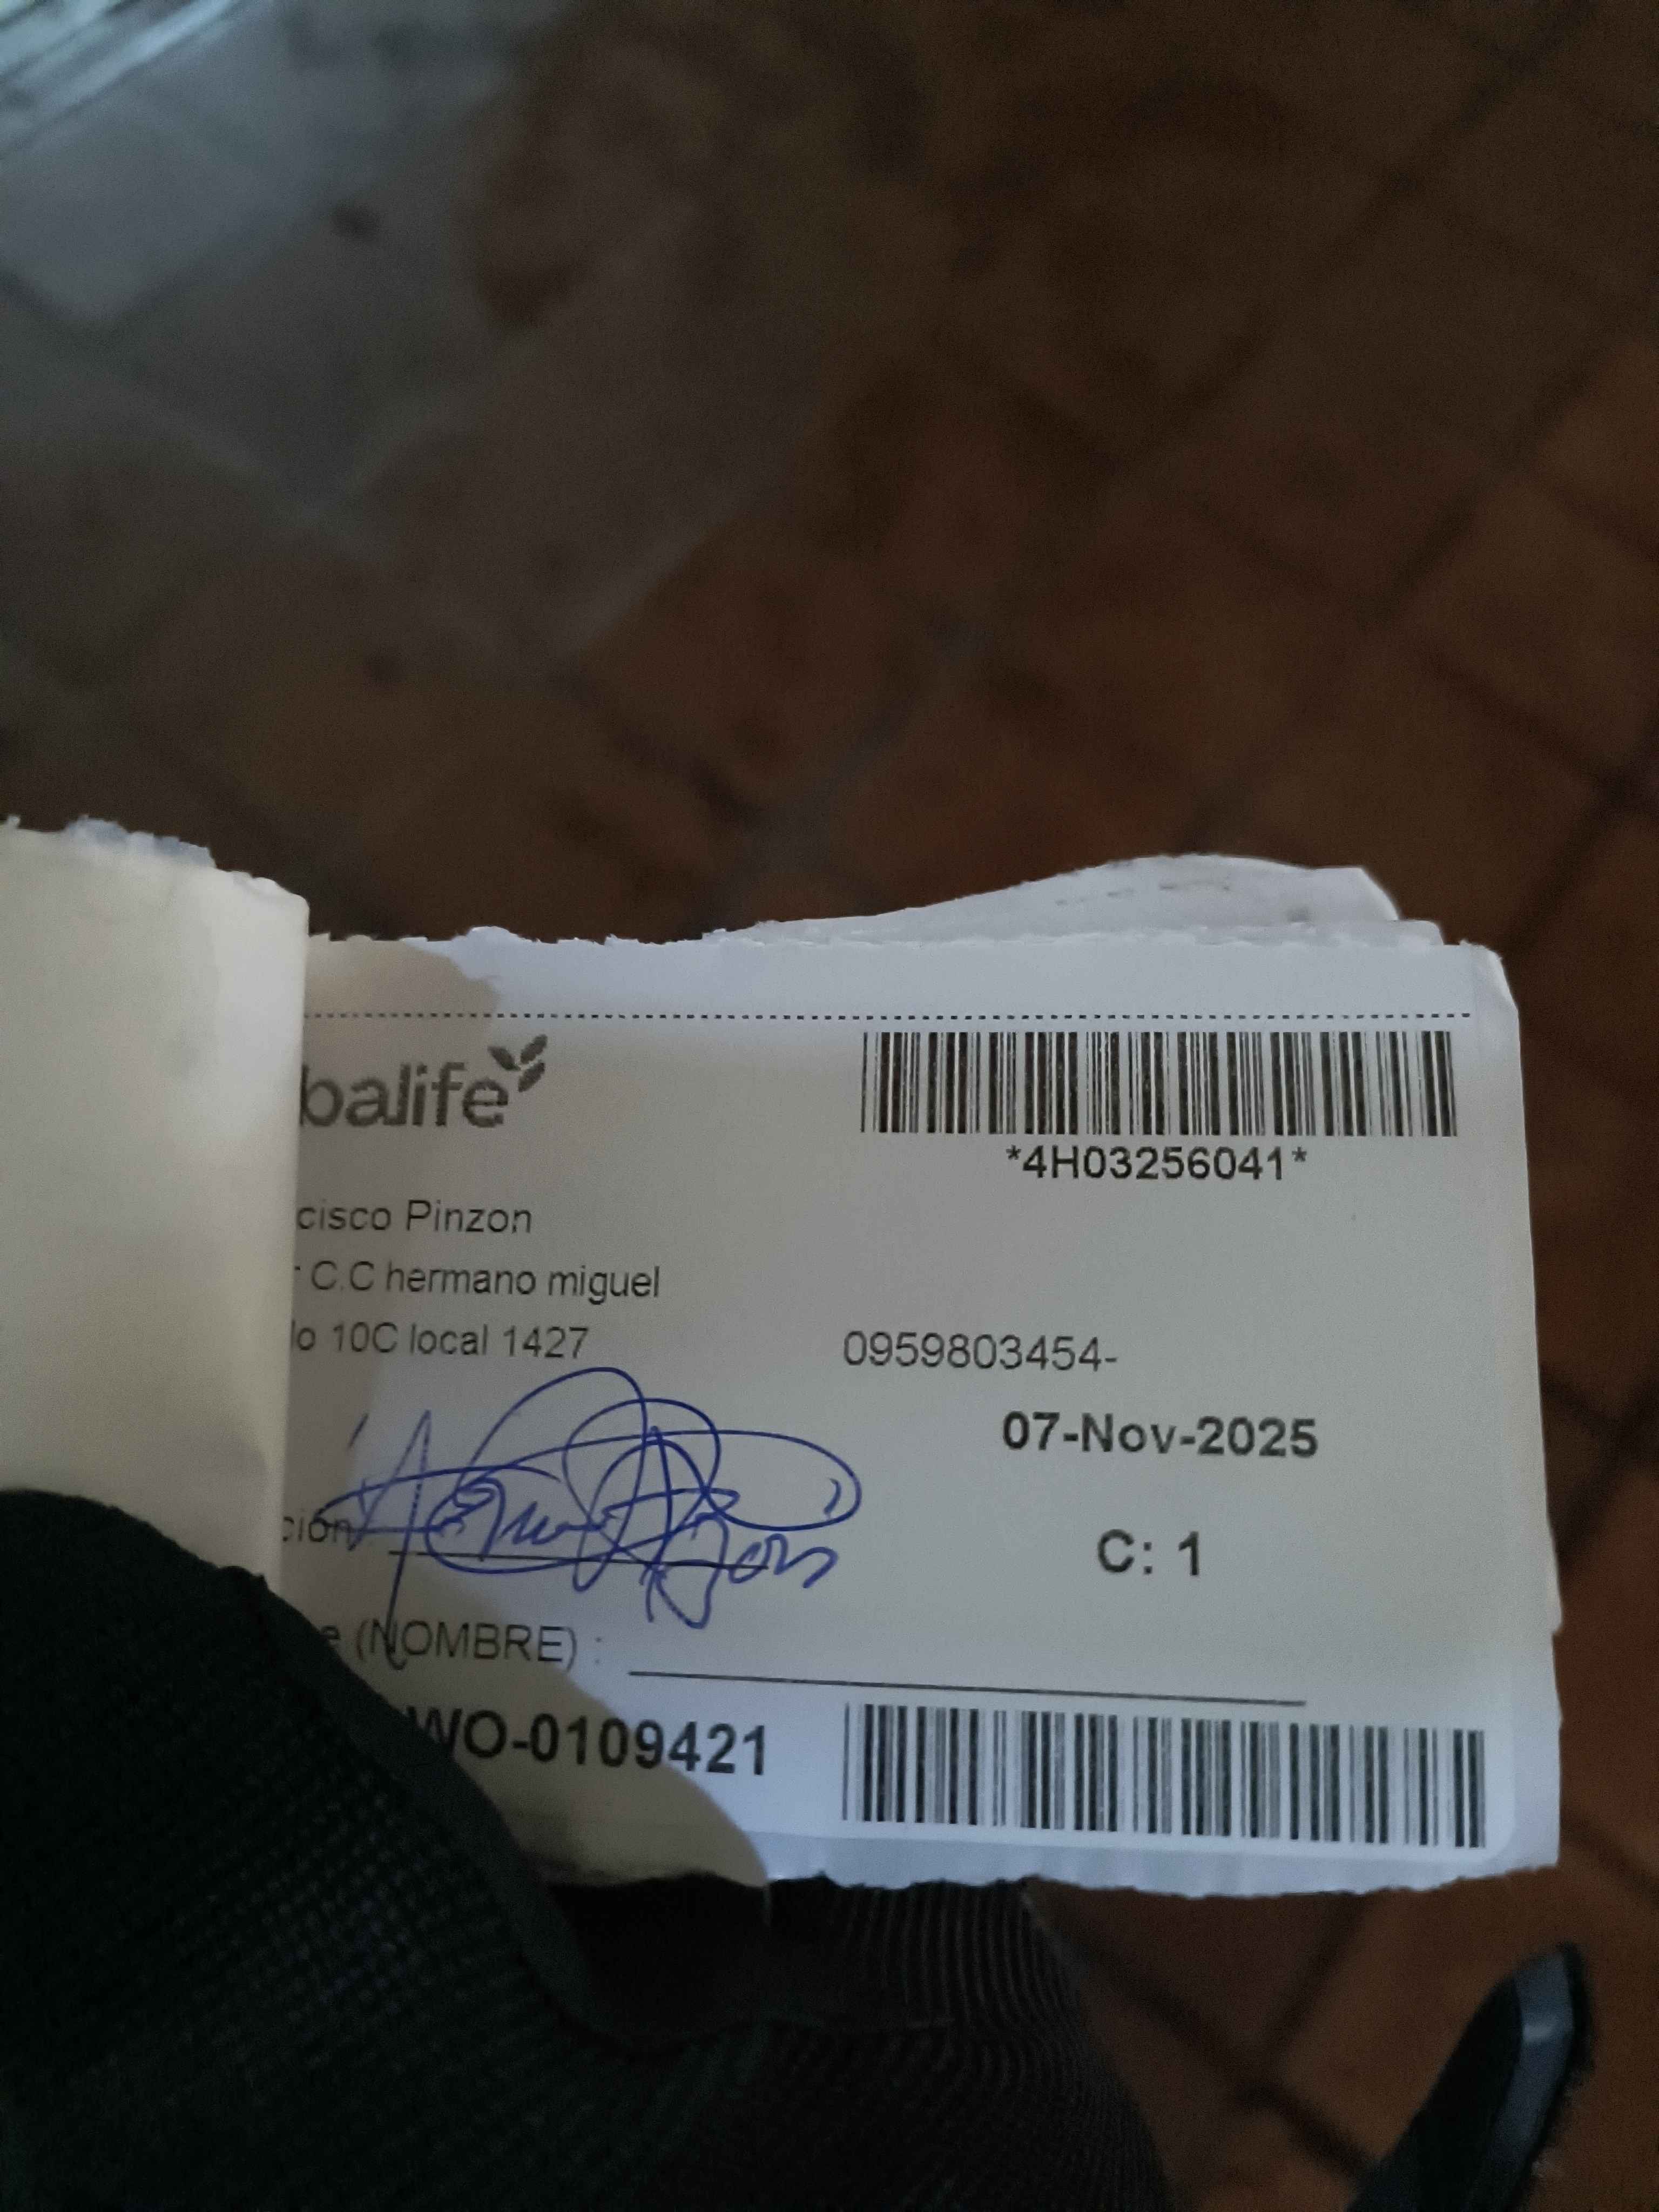 balife
*4H03256041*
cisco Pinzon
r C.C hermano miguel
lo 10C local 1427
0959803454-
07-Nov-2025
ción
C: 1
e (NOMBRE) :
WO-0109421